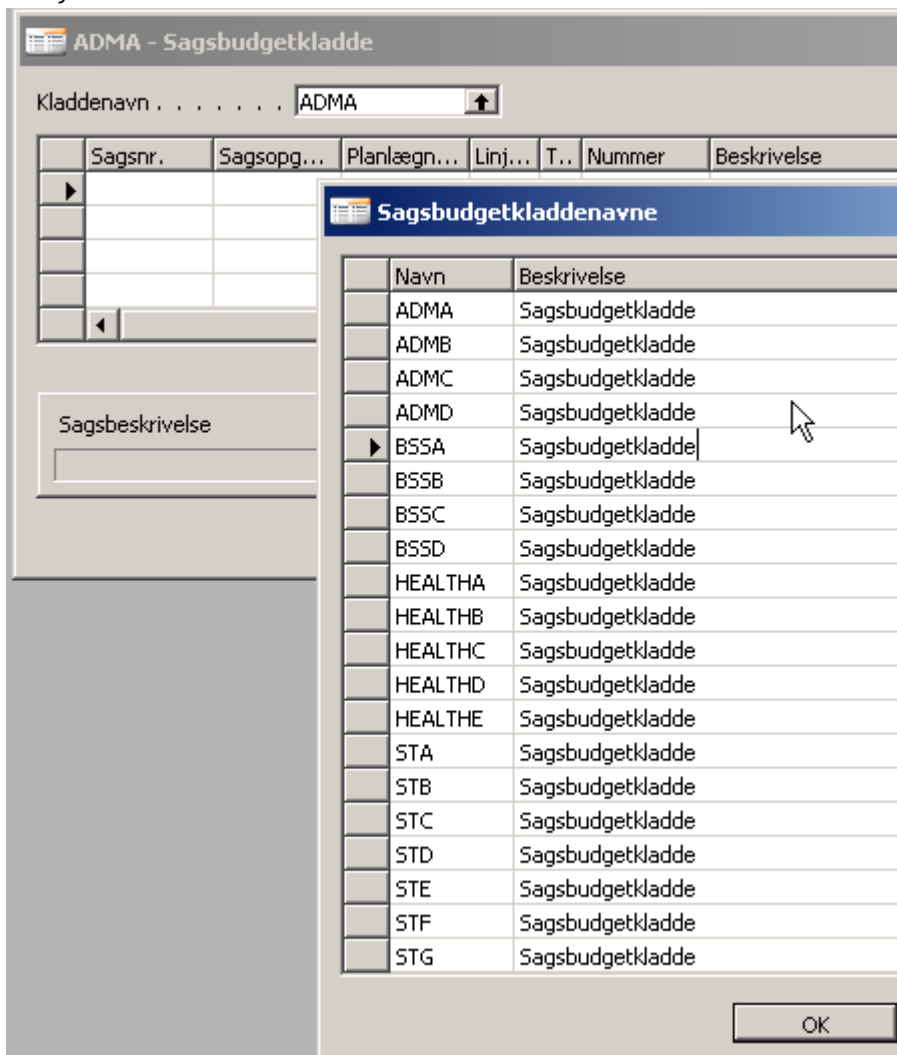 ADMA - Sagsbudgetkladde
Kladdenavn . . . . . . . ADMA
Sagsnr. Sagsopg... Planlægn... Linj... T.. Nummer Beskrivelse
Sagsbudgetkladdenavne
Navn Beskrivelse
ADMA Sagsbudgetkladde
ADMB Sagsbudgetkladde
ADMC Sagsbudgetkladde
ADMD Sagsbudgetkladde
Sagsbeskrivelse
BSSA Sagsbudgetkladde
BSSB Sagsbudgetkladde
BSSC Sagsbudgetkladde
BSSD Sagsbudgetkladde
HEALTHA Sagsbudgetkladde
HEALTHB Sagsbudgetkladde
HEALTHC Sagsbudgetkladde
HEALTHD Sagsbudgetkladde
HEALTHE Sagsbudgetkladde
STA Sagsbudgetkladde
STB Sagsbudgetkladde
STC Sagsbudgetkladde
STD Sagsbudgetkladde
STE Sagsbudgetkladde
STF Sagsbudgetkladde
STG Sagsbudgetkladde
OK